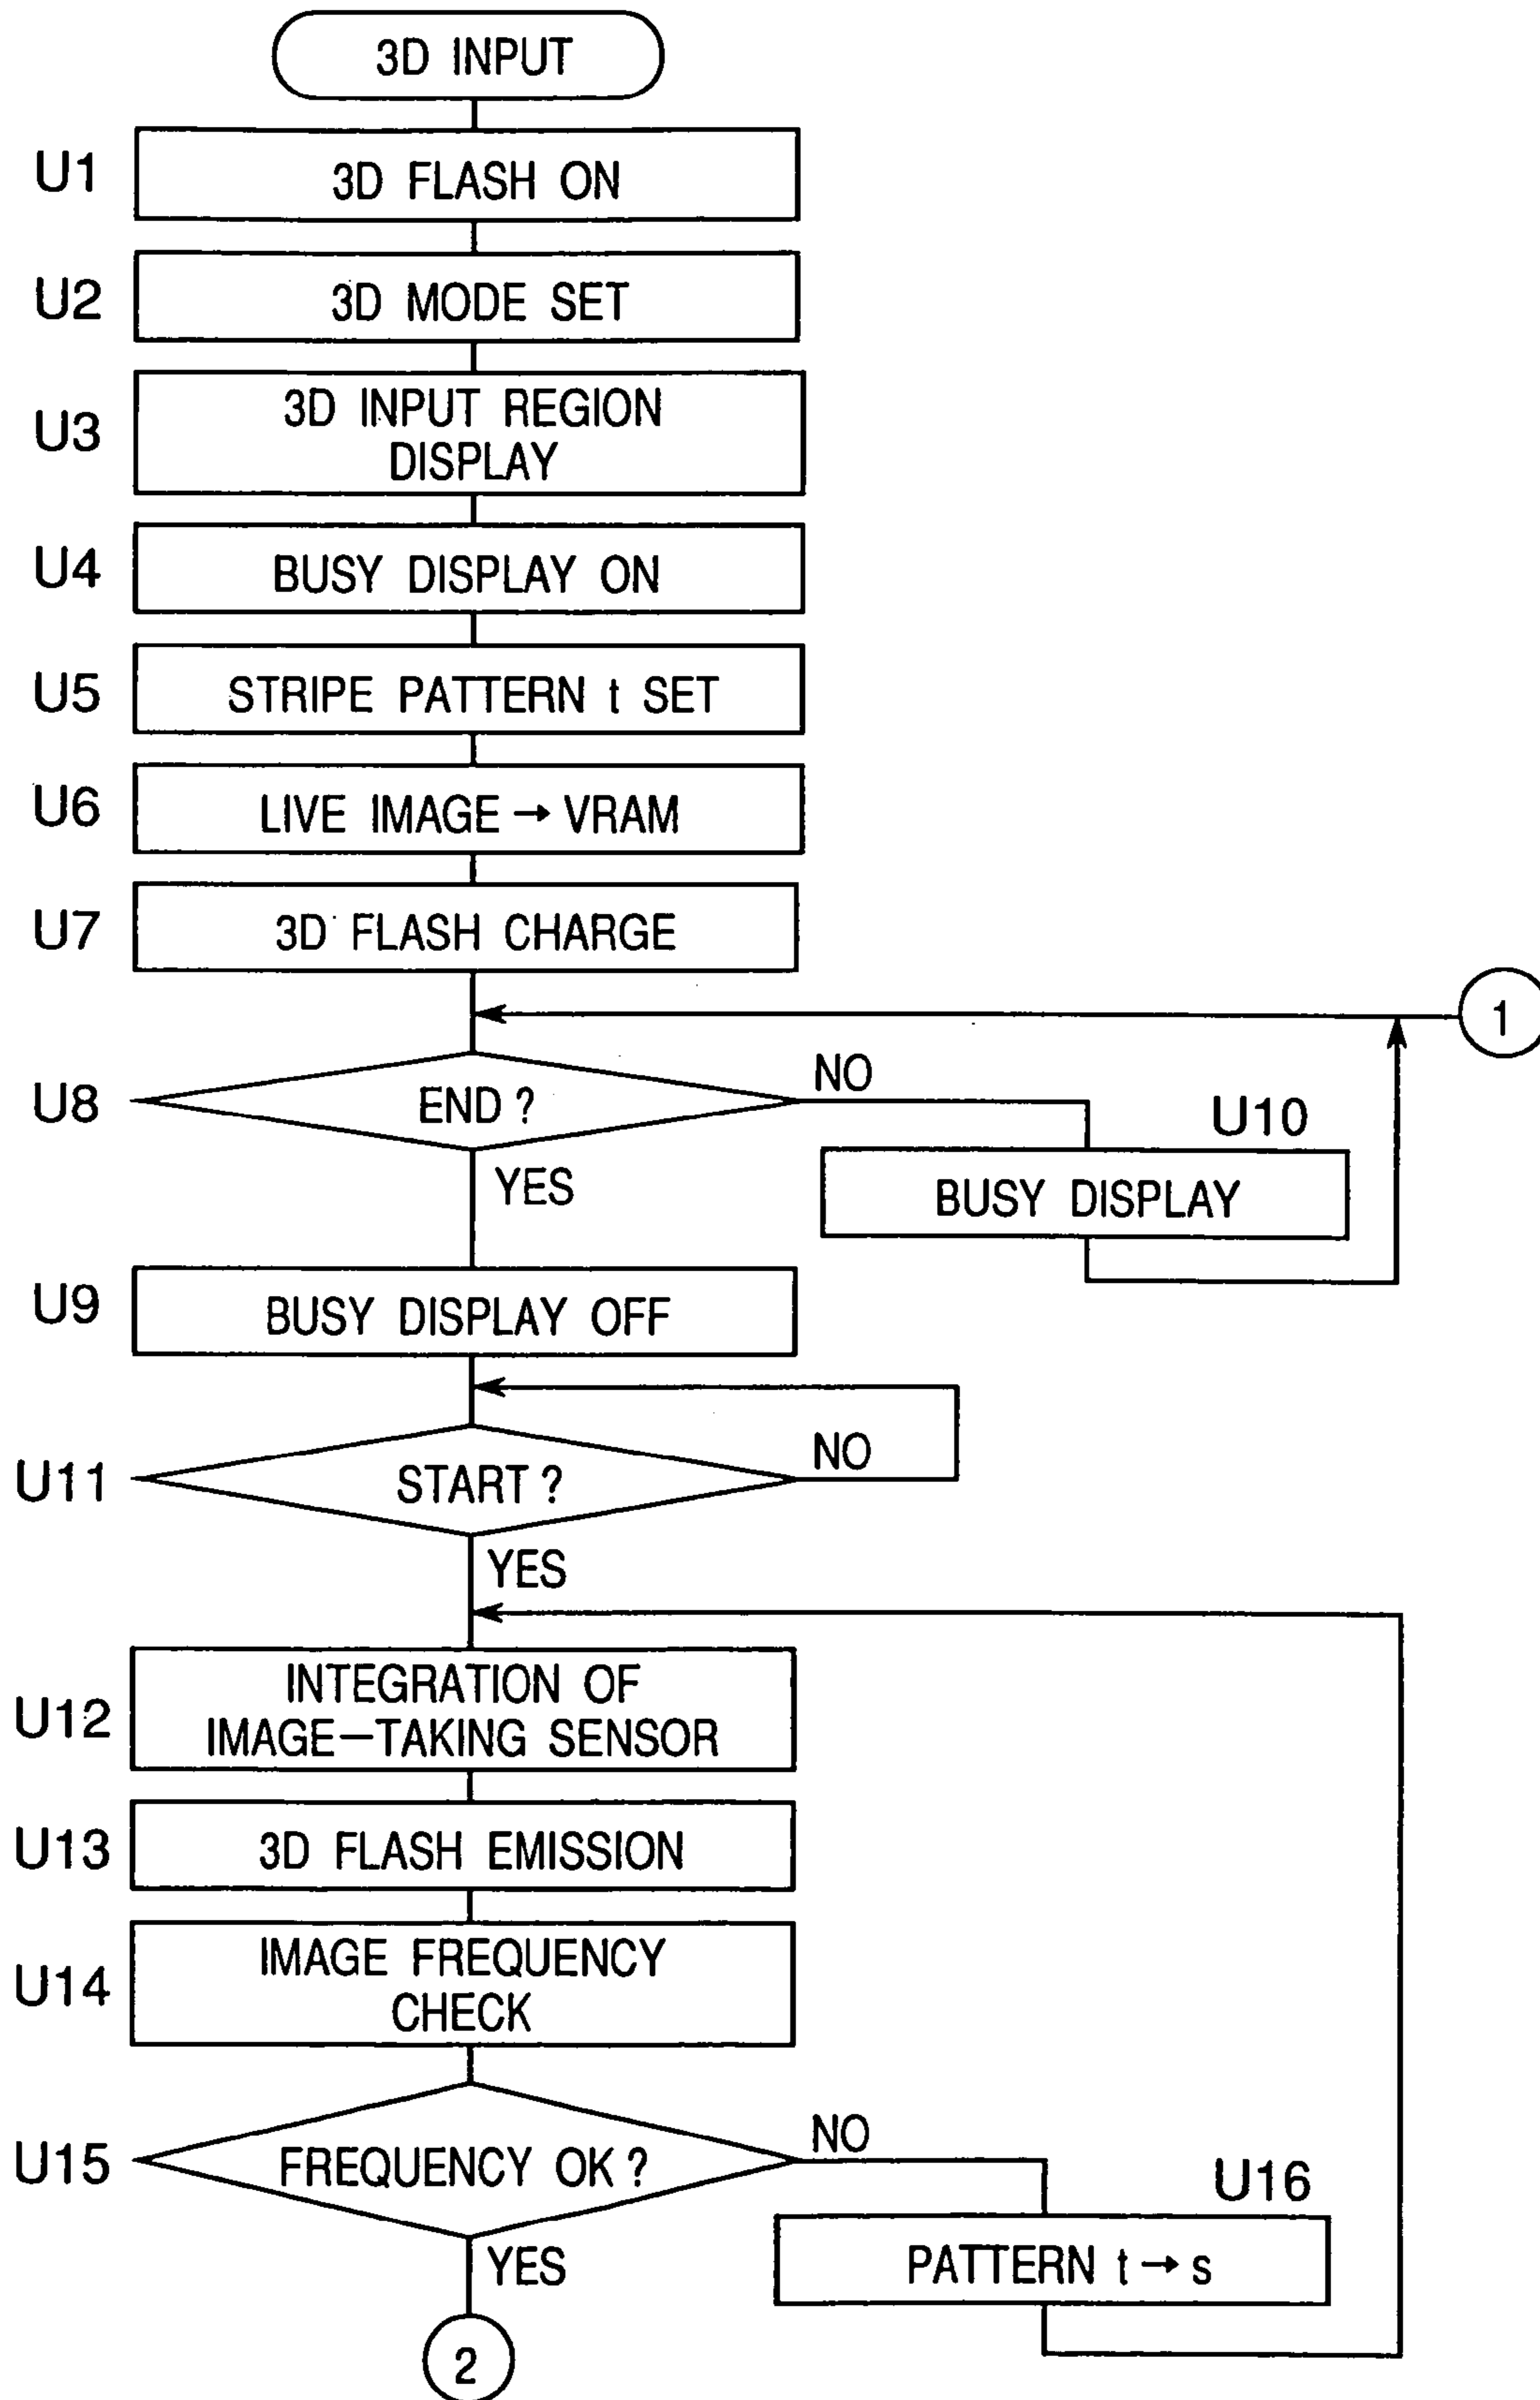 3D INPUT
U1
3D FLASH ON
U2
3D MODE SET
U3
3D INPUT REGION
DISPLAY
U4
BUSY DISPLAY ON
U5
STRIPE PATTERN t SET
U6
LIVE IMAGE → VRAM
U7
3D FLASH CHARGE
1
U8
END ?
NO
YES
U10
BUSY DISPLAY
U9
BUSY DISPLAY OFF
U11
START ?
NO
YES
U12
INTEGRATION OF
IMAGE–TAKING SENSOR
U13
3D FLASH EMISSION
U14
IMAGE FREQUENCY
CHECK
U15
FREQUENCY OK ?
NO
YES
U16
PATTERN t → s
2